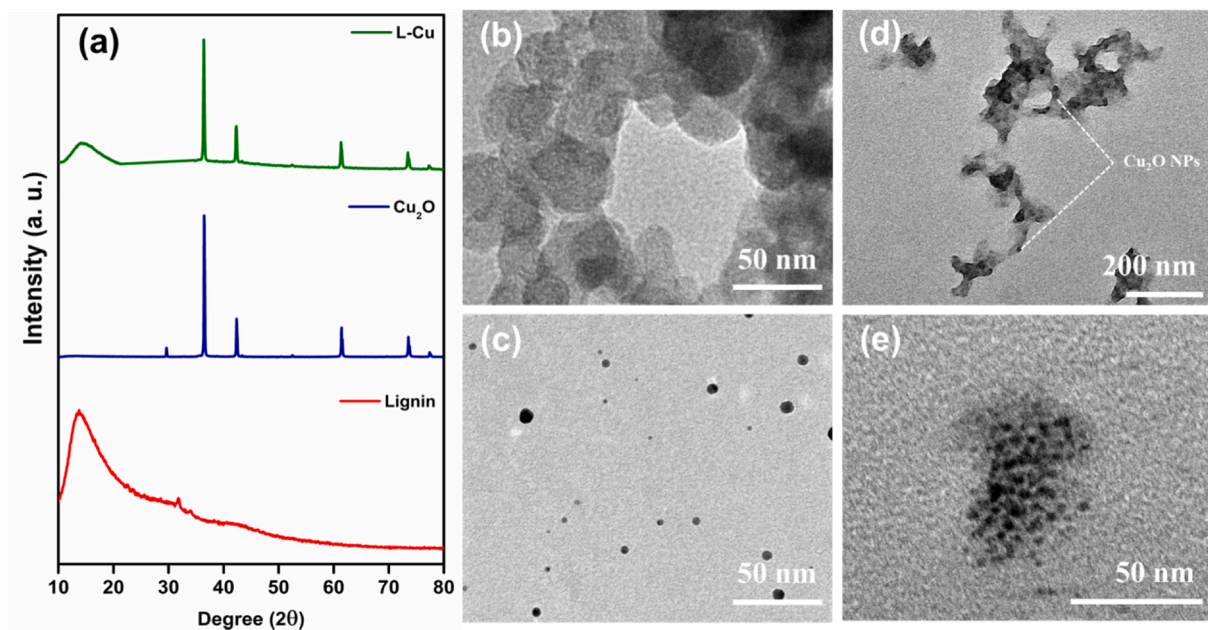 (a)
L-Cu
Cu₂O
Lignin
Intensity (a. u.)
10 20 30 40 50 60 70 80
Degree (2θ)
(b)
50 nm
(c)
50 nm
(d)
Cu₂O NPs
200 nm
(e)
50 nm